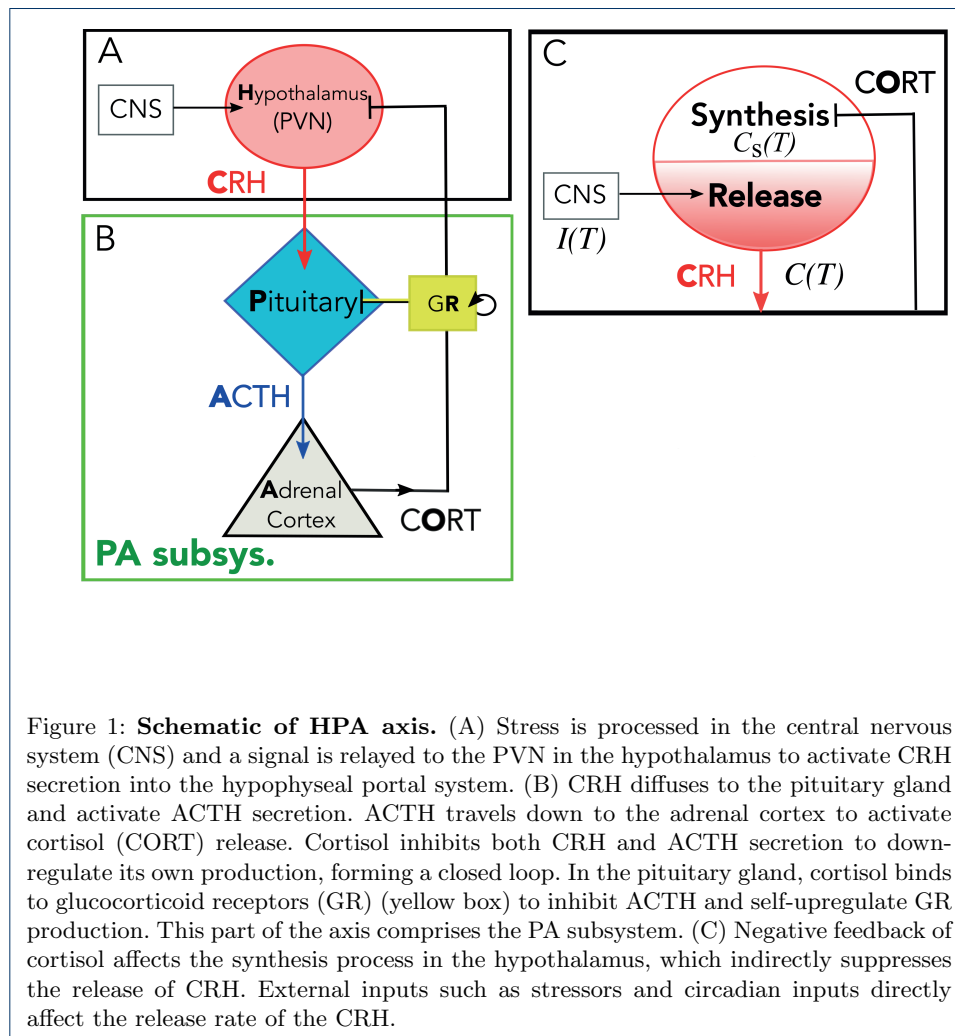 A
CNS
Hypothalamus
(PVN)
CRH
B
Pituitary
GR
ACTH
Adrenal
Cortex
CORT
PA subsys.
C
CORT
Synthesis
Cs(T)
CNS
Release
I(T)
CRH
C(T)
Figure 1: Schematic of HPA axis. (A) Stress is processed in the central nervous
system (CNS) and a signal is relayed to the PVN in the hypothalamus to activate CRH
secretion into the hypophyseal portal system. (B) CRH diffuses to the pituitary gland
and activate ACTH secretion. ACTH travels down to the adrenal cortex to activate
cortisol (CORT) release. Cortisol inhibits both CRH and ACTH secretion to down-
regulate its own production, forming a closed loop. In the pituitary gland, cortisol binds
to glucocorticoid receptors (GR) (yellow box) to inhibit ACTH and self-upregulate GR
production. This part of the axis comprises the PA subsystem. (C) Negative feedback of
cortisol affects the synthesis process in the hypothalamus, which indirectly suppresses
the release of CRH. External inputs such as stressors and circadian inputs directly
affect the release rate of the CRH.